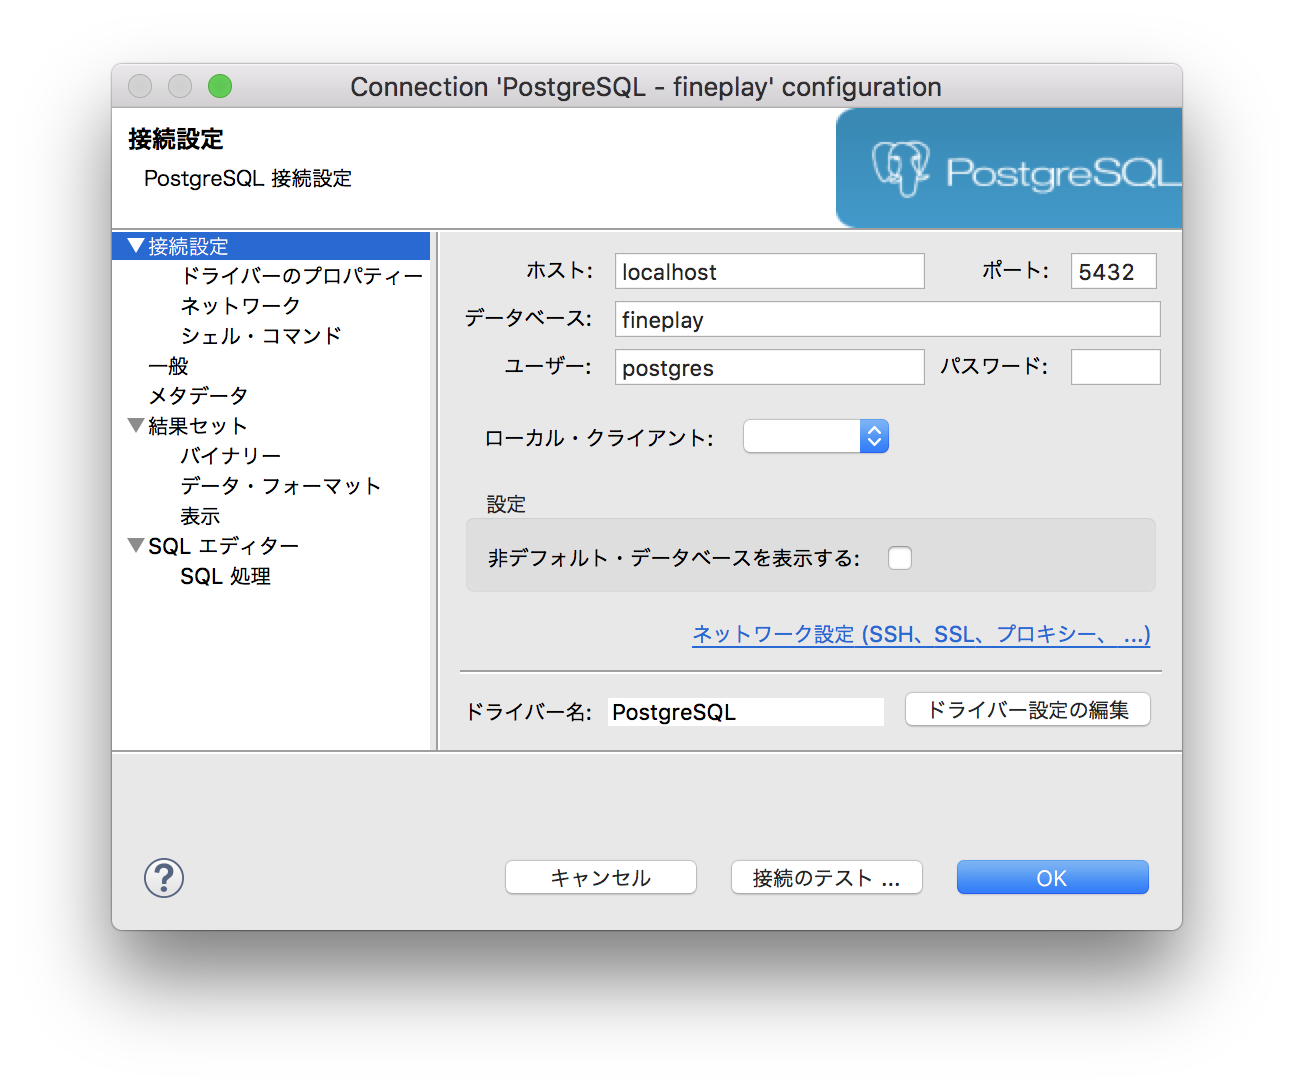 Connection 'PostgreSQL - fineplay' configuration
接続設定
PostgreSQL 接続設定
PostgreSQL
接続設定
ドライバーのプロパティー
ネットワーク
シェル・コマンド
一般
メタデータ
結果セット
バイナリー
データ・フォーマット
表示
SQL エディター
SQL 処理
ホスト: localhost ポート: 5432
データベース: fineplay
ユーザー: postgres パスワード:
ローカル・クライアント:
設定
非デフォルト・データベースを表示する:
ネットワーク設定 (SSH、SSL、プロキシー、 ...)
ドライバー名: PostgreSQL ドライバー設定の編集
? キャンセル 接続のテスト ... OK